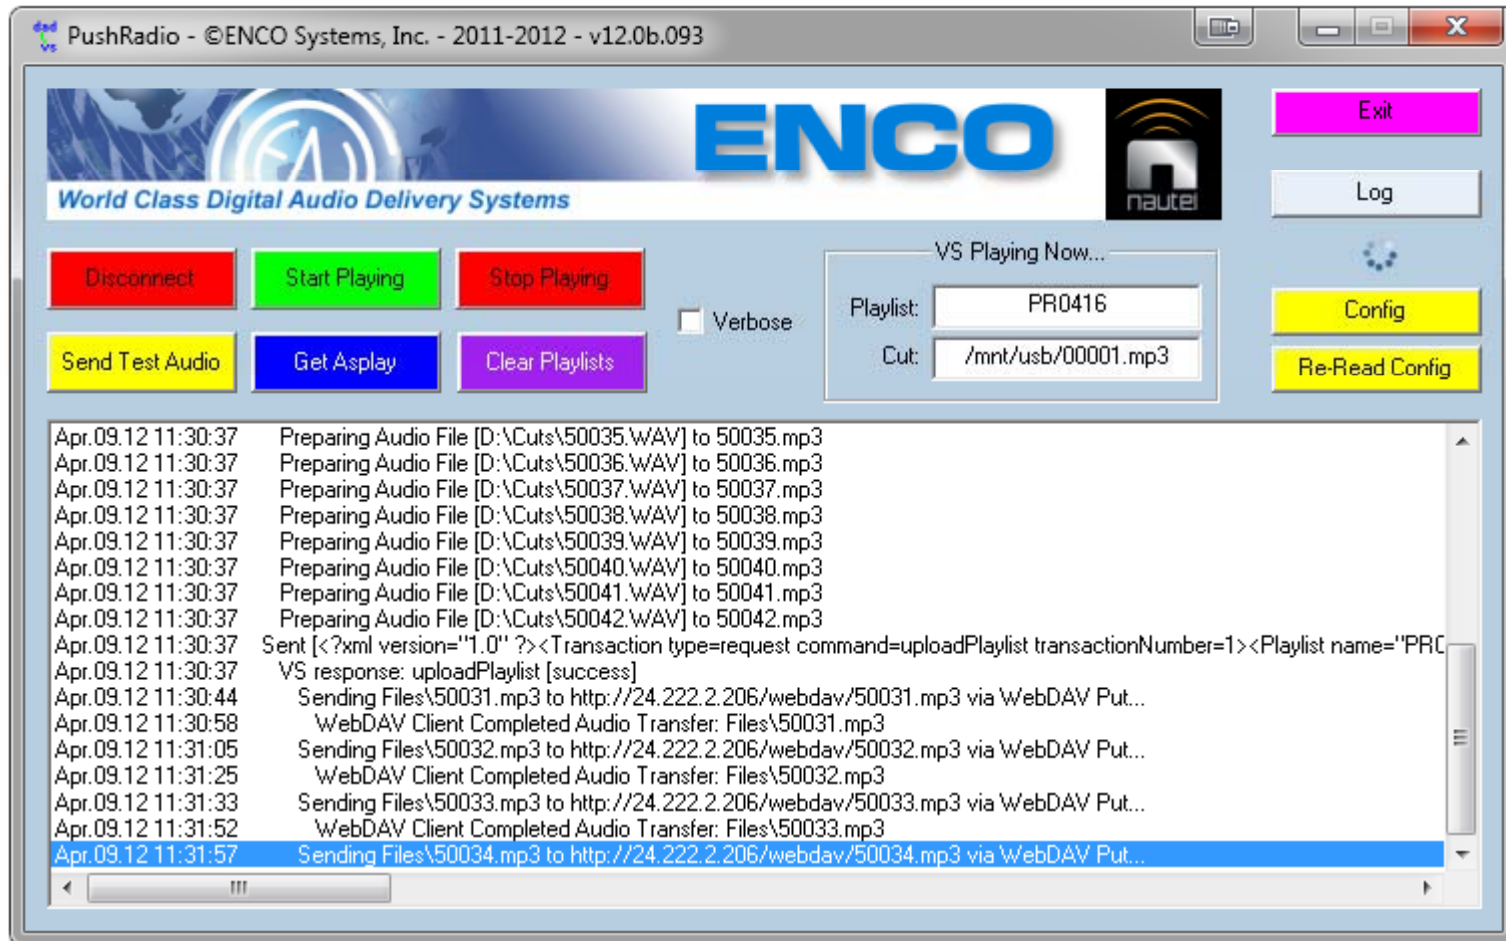 dad
vs
PushRadio - ©ENCO Systems, Inc. - 2011-2012 - v12.0b.093
ENCO
World Class Digital Audio Delivery Systems
nautel
Exit
Log
Disconnect
Start Playing
Stop Playing
Verbose
VS Playing Now...
Playlist:
PR0416
Config
Send Test Audio
Get Asplay
Clear Playlists
Cut:
/mnt/usb/00001.mp3
Re-Read Config
Apr.09.12 11:30:37 Preparing Audio File [D:\Cuts\50035.WAV] to 50035.mp3
Apr.09.12 11:30:37 Preparing Audio File [D:\Cuts\50036.WAV] to 50036.mp3
Apr.09.12 11:30:37 Preparing Audio File [D:\Cuts\50037.WAV] to 50037.mp3
Apr.09.12 11:30:37 Preparing Audio File [D:\Cuts\50038.WAV] to 50038.mp3
Apr.09.12 11:30:37 Preparing Audio File [D:\Cuts\50039.WAV] to 50039.mp3
Apr.09.12 11:30:37 Preparing Audio File [D:\Cuts\50040.WAV] to 50040.mp3
Apr.09.12 11:30:37 Preparing Audio File [D:\Cuts\50041.WAV] to 50041.mp3
Apr.09.12 11:30:37 Preparing Audio File [D:\Cuts\50042.WAV] to 50042.mp3
Apr.09.12 11:30:37 Sent [<?xml version="1.0" ?><Transaction type=request command=uploadPlaylist transactionNumber=1><Playlist name="PR0
Apr.09.12 11:30:37 VS response: uploadPlaylist [success]
Apr.09.12 11:30:44 Sending Files\50031.mp3 to http://24.222.2.206/webdav/50031.mp3 via WebDAV Put...
Apr.09.12 11:30:58 WebDAV Client Completed Audio Transfer: Files\50031.mp3
Apr.09.12 11:31:05 Sending Files\50032.mp3 to http://24.222.2.206/webdav/50032.mp3 via WebDAV Put...
Apr.09.12 11:31:25 WebDAV Client Completed Audio Transfer: Files\50032.mp3
Apr.09.12 11:31:33 Sending Files\50033.mp3 to http://24.222.2.206/webdav/50033.mp3 via WebDAV Put...
Apr.09.12 11:31:52 WebDAV Client Completed Audio Transfer: Files\50033.mp3
Apr.09.12 11:31:57 Sending Files\50034.mp3 to http://24.222.2.206/webdav/50034.mp3 via WebDAV Put...